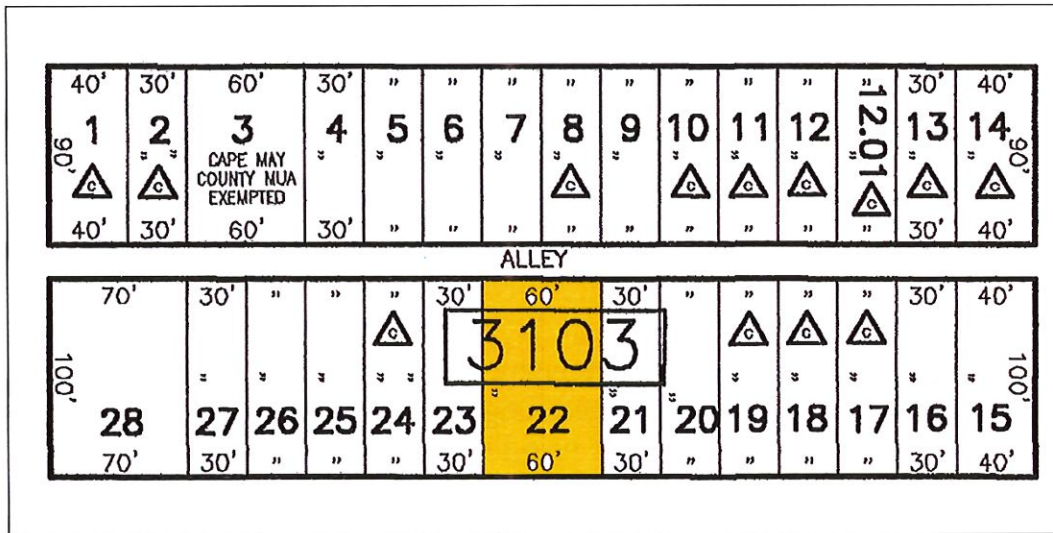 40' 30' 60' 30' " " " " " " " " " 30' 40'
1 2 3 4 5 6 7 8 9 10 11 12 12.01 13 14
90' " " " " " " " " " " " " " " 90'
CAPE MAY
COUNTY MUA
EXEMPTED
C C C C C C C C C
40' 30' 60' 30' " " " " " " " " " 30' 40'
ALLEY
70' 30' " " " 30' 60' 30' " " " " 30' 40'
C C C C
3103
100' " " " " " " " " " " " " " 100'
28 27 26 25 24 23 22 21 20 19 18 17 16 15
70' 30' " " " 30' 60' 30' " " " " 30' 40'